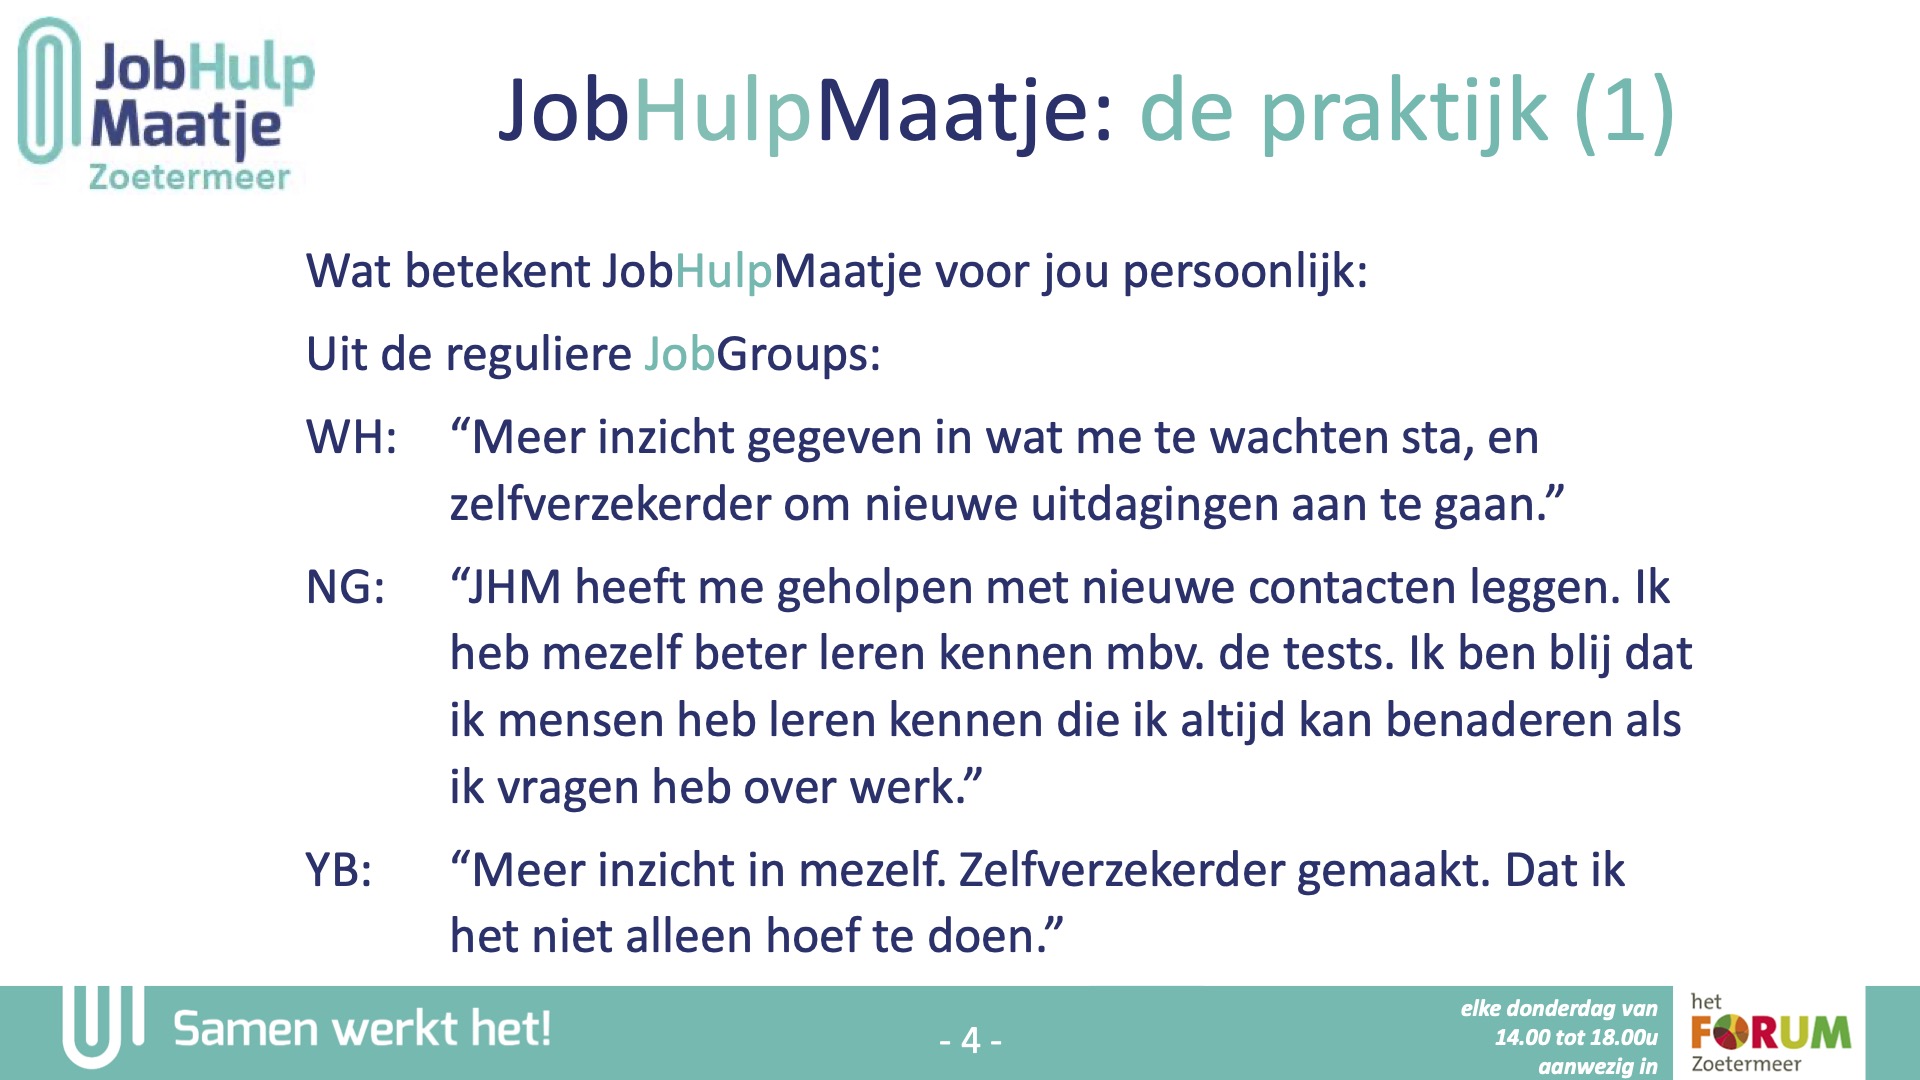 JobHulp
Maatje
Zoetermeer
JobHulpMaatje: de praktijk (1)
Wat betekent JobHulpMaatje voor jou persoonlijk:
Uit de reguliere JobGroups:
WH: “Meer inzicht gegeven in wat me te wachten sta, en
zelfverzekerder om nieuwe uitdagingen aan te gaan.”
NG: “JHM heeft me geholpen met nieuwe contacten leggen. Ik
heb mezelf beter leren kennen mbv. de tests. Ik ben blij dat
ik mensen heb leren kennen die ik altijd kan benaderen als
ik vragen heb over werk.”
YB: “Meer inzicht in mezelf. Zelfverzekerder gemaakt. Dat ik
het niet alleen hoef te doen.”
Samen werkt het!
- 4 -
elke donderdag van
14.00 tot 18.00u
aanwezig in
het
FORUM
Zoetermeer